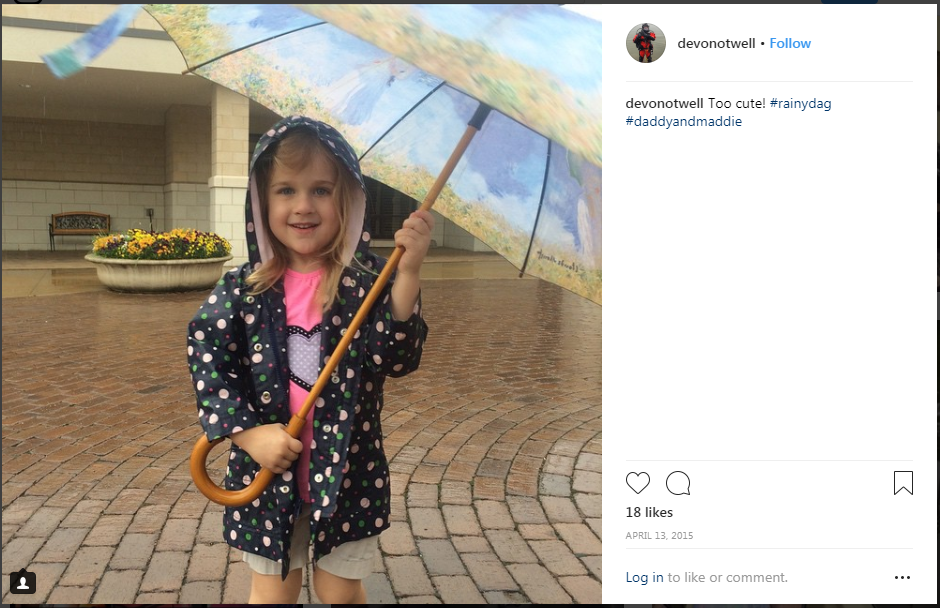 devonotwell • Follow
devonotwell Too cute! #rainydag
#daddyandmaddie
18 likes
APRIL 13, 2015
Log in to like or comment.